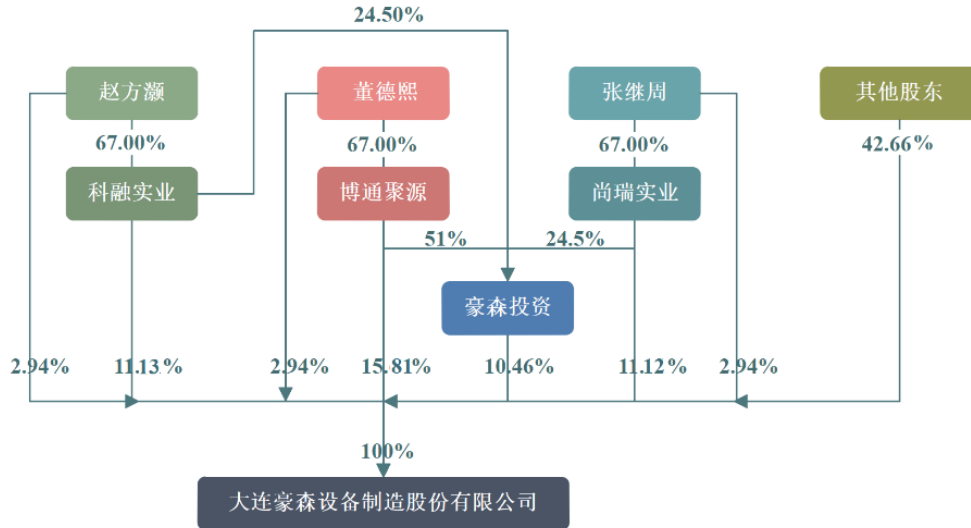 24.50%
赵方灏
董德熙
张继周
其他股东
67.00%
67.00%
67.00%
42.66%
科融实业
博通聚源
尚瑞实业
51%
24.5%
豪森投资
2.94%
11.13%
2.94%
15.81%
10.46%
11.12%
2.94%
100%
大连豪森设备制造股份有限公司